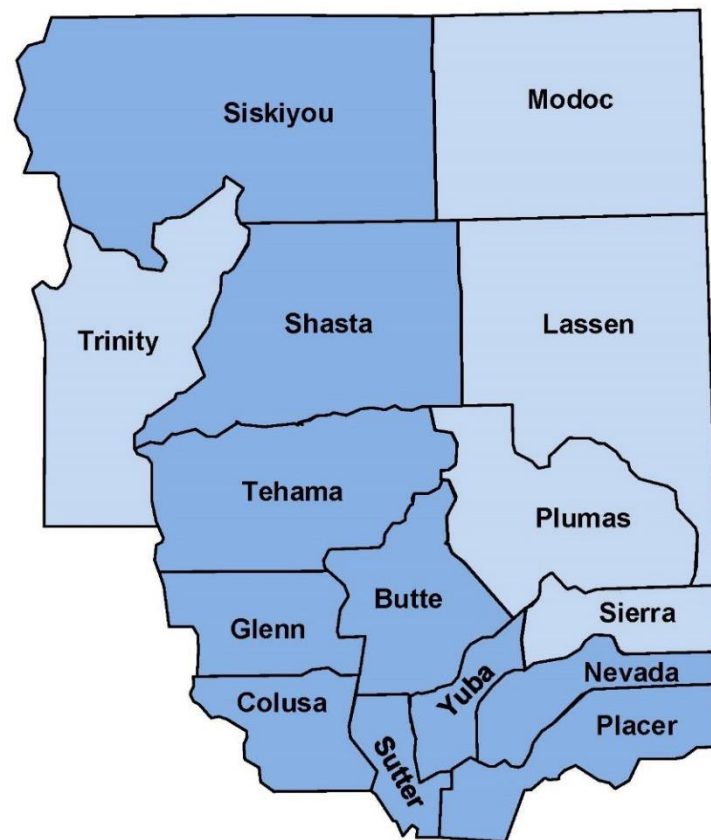 Siskiyou
Modoc
Trinity
Shasta
Lassen
Tehama
Plumas
Glenn
Butte
Sierra
Colusa
Yuba
Nevada
Sutter
Placer